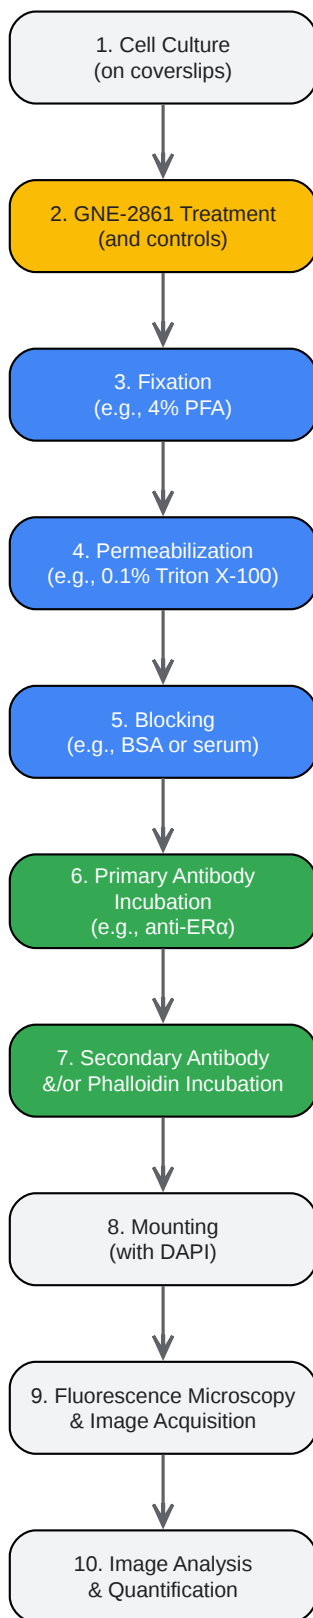 1. Cell Culture
(on coverslips)
2. GNE-2861 Treatment
(and controls)
3. Fixation
(e.g., 4% PFA)
4. Permeabilization
(e.g., 0.1% Triton X-100)
5. Blocking
(e.g., BSA or serum)
6. Primary Antibody
Incubation
(e.g., anti-ERα)
7. Secondary Antibody
&/or Phalloidin Incubation
8. Mounting
(with DAPI)
9. Fluorescence Microscopy
& Image Acquisition
10. Image Analysis
& Quantification